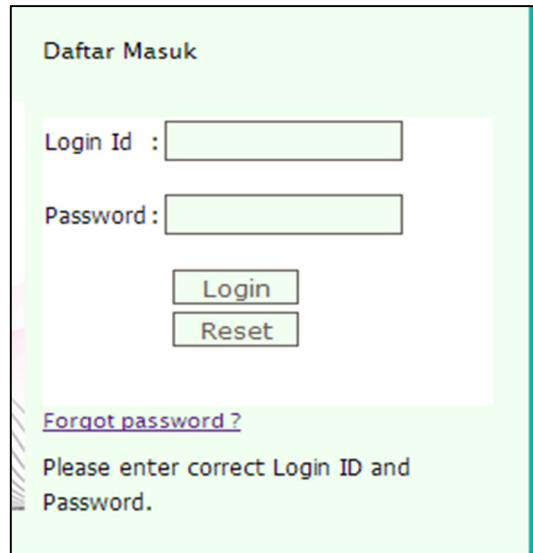 Daftar Masuk
Login Id :
Password :
Login
Reset
Forgot password ?
Please enter correct Login ID and
Password.